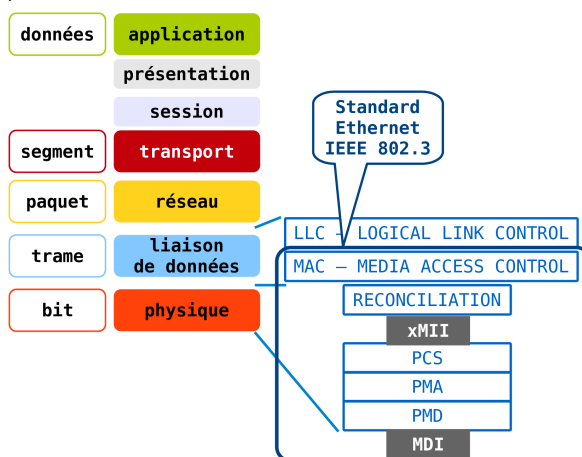 données
application
présentation
session
segment
transport
paquet
réseau
trame
liaison
de données
bit
physique
Standard
Ethernet
IEEE 802.3
LLC – LOGICAL LINK CONTROL
MAC – MEDIA ACCESS CONTROL
RECONCILIATION
xMII
PCS
PMA
PMD
MDI